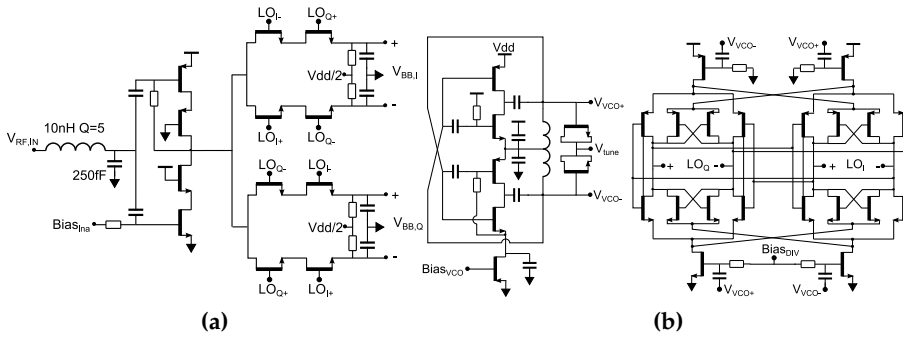 LO_I-
LO_Q+
+
V_BB,I
Vdd/2
-
LO_I+
LO_Q-
10nH Q=5
V_RF,IN
250fF
Bias_lna
LO_Q-
LO_I-
+
V_BB,Q
Vdd/2
-
LO_Q+
LO_I+
(a)
Vdd
V_VCO+
V_tune
V_VCO-
Bias_VCO
V_VCO-
V_VCO+
+ LO_Q -
+ LO_I -
Bias_DIV
V_VCO+
V_VCO-
(b)